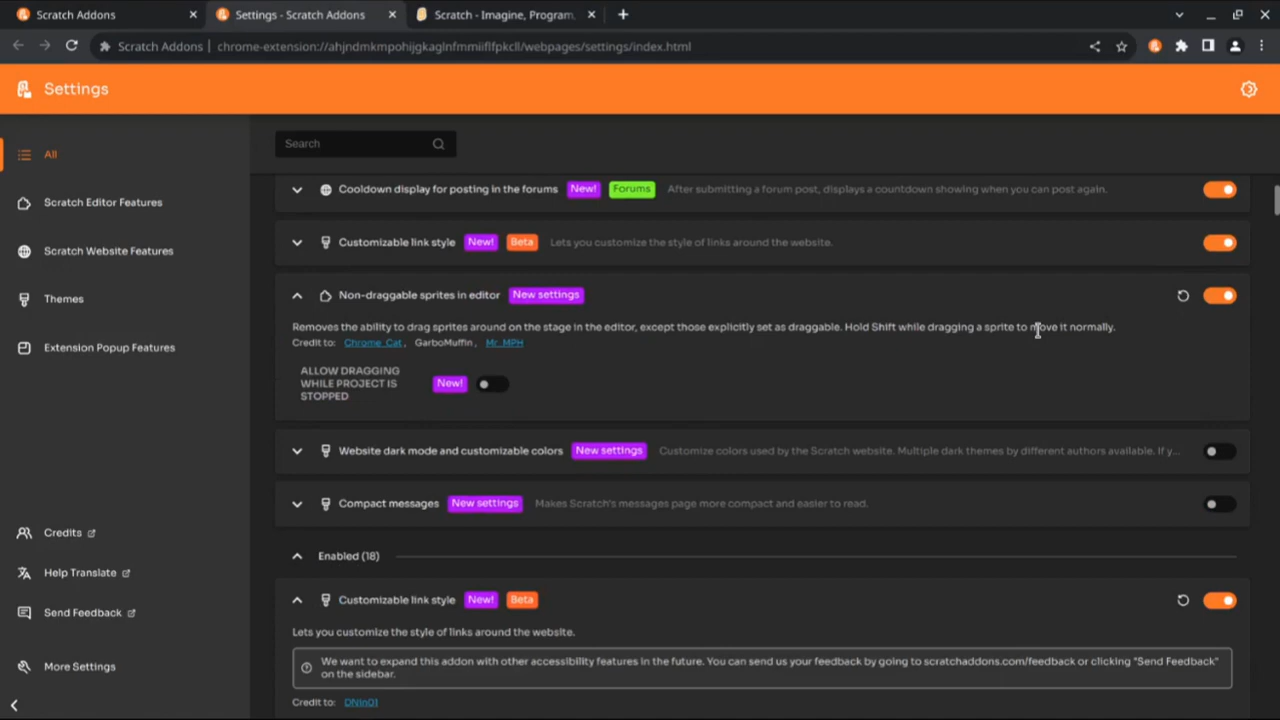 Scratch Addons
Settings - Scratch Addons
Scratch - Imagine, Program,
Scratch Addons | chrome-extension://ahjndmkmpohijgkaglnfmmiiflfpkcll/webpages/settings/index.html
Settings
Search
All
Scratch Editor Features
Scratch Website Features
Themes
Extension Popup Features
Credits
Help Translate
Send Feedback
More Settings
Cooldown display for posting in the forums New! Forums After submitting a forum post, displays a countdown showing when you can post again.
Customizable link style New! Beta Lets you customize the style of links around the website.
Non-draggable sprites in editor New settings
Removes the ability to drag sprites around on the stage in the editor, except those explicitly set as draggable. Hold Shift while dragging a sprite to move it normally.
Credit to: Chrome_Cat, GarboMuffin, Mr_MPH
ALLOW DRAGGING
WHILE PROJECT IS New!
STOPPED
Website dark mode and customizable colors New settings Customize colors used by the Scratch website. Multiple dark themes by different authors available. If y...
Compact messages New settings Makes Scratch's messages page more compact and easier to read.
Enabled (18)
Customizable link style New! Beta
Lets you customize the style of links around the website.
We want to expand this addon with other accessibility features in the future. You can send us your feedback by going to scratchaddons.com/feedback or clicking "Send Feedback"
on the sidebar.
Credit to: DNin01